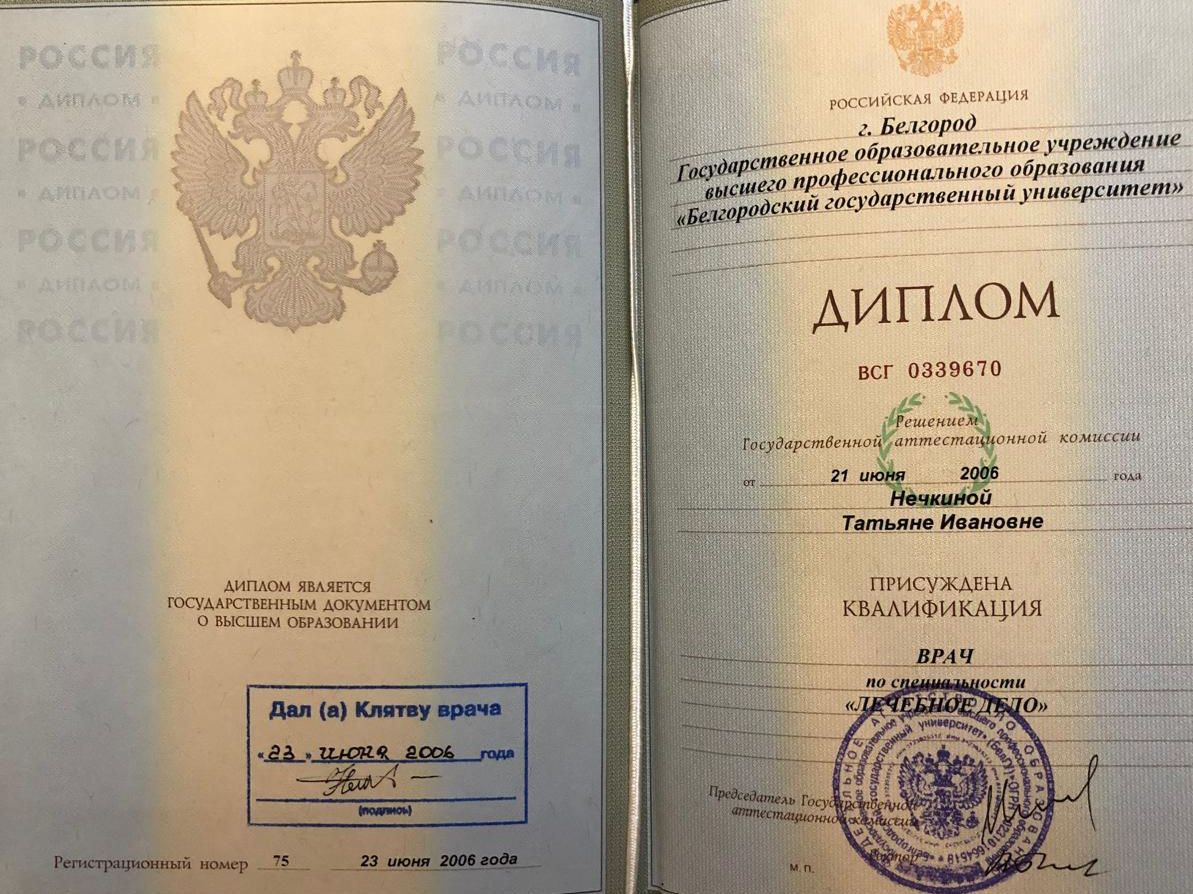 РОССИЯ РОССИЯ
• ДИПЛОМ • • ДИПЛОМ •
РОССИЯ РОССИЯ
• ДИПЛОМ • • ДИПЛОМ •
РОССИЯ РОССИЯ
• ДИПЛОМ • • ДИПЛОМ •
РОССИЯ РОССИЯ
ДИПЛОМ ЯВЛЯЕТСЯ
ГОСУДАРСТВЕННЫМ ДОКУМЕНТОМ
О ВЫСШЕМ ОБРАЗОВАНИИ
Дал (а) Клятву врача
«23» июня 2006 года
(подпись)
Регистрационный номер 75 23 июня 2006 года
РОССИЙСКАЯ ФЕДЕРАЦИЯ
г. Белгород
Государственное образовательное учреждение
высшего профессионального образования
«Белгородский государственный университет»
ДИПЛОМ
ВСГ 0339670
Решением
Государственной аттестационной комиссии
от 21 июня 2006 года
Нечкиной
Татьяне Ивановне
ПРИСУЖДЕНА
КВАЛИФИКАЦИЯ
ВРАЧ
по специальности
«ЛЕЧЕБНОЕ ДЕЛО»
Председатель Государственной
аттестационной комиссии
Ректор
М.П.